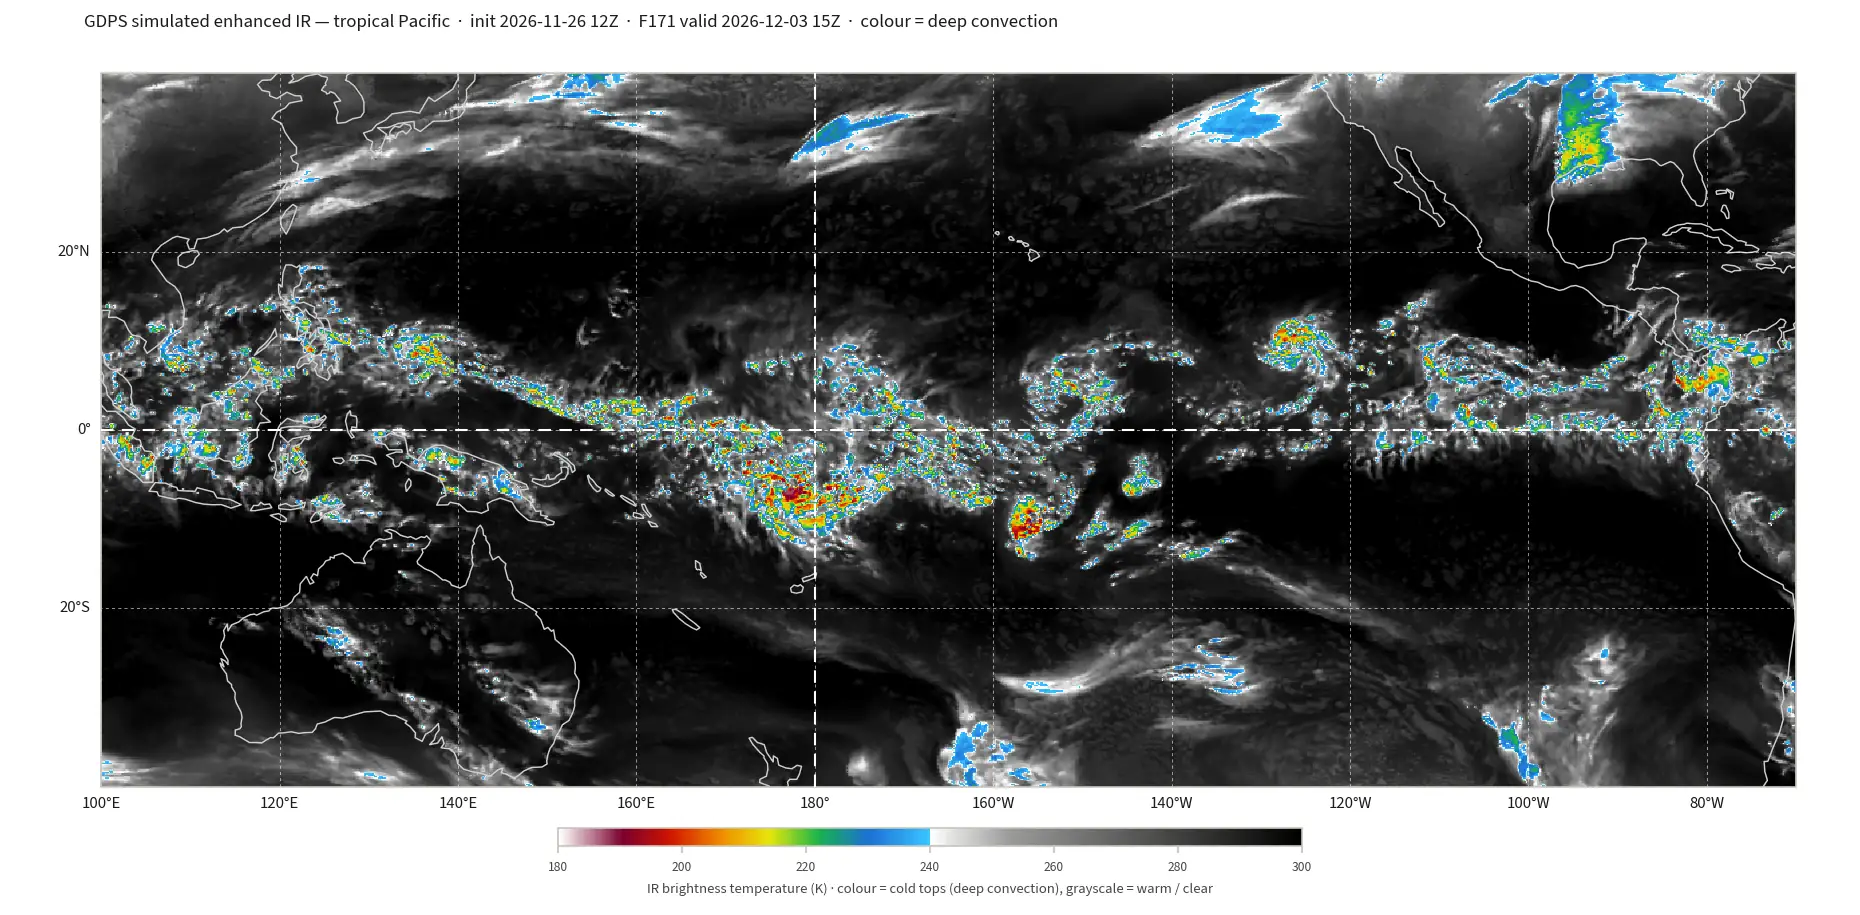 GDPS simulated enhanced IR — tropical Pacific · init 2026-11-26 12Z · F171 valid 2026-12-03 15Z · colour = deep convection
20°N
0°
20°S
100°E 120°E 140°E 160°E 180° 160°W 140°W 120°W 100°W 80°W
180 200 220 240 260 280 300
IR brightness temperature (K) · colour = cold tops (deep convection), grayscale = warm / clear